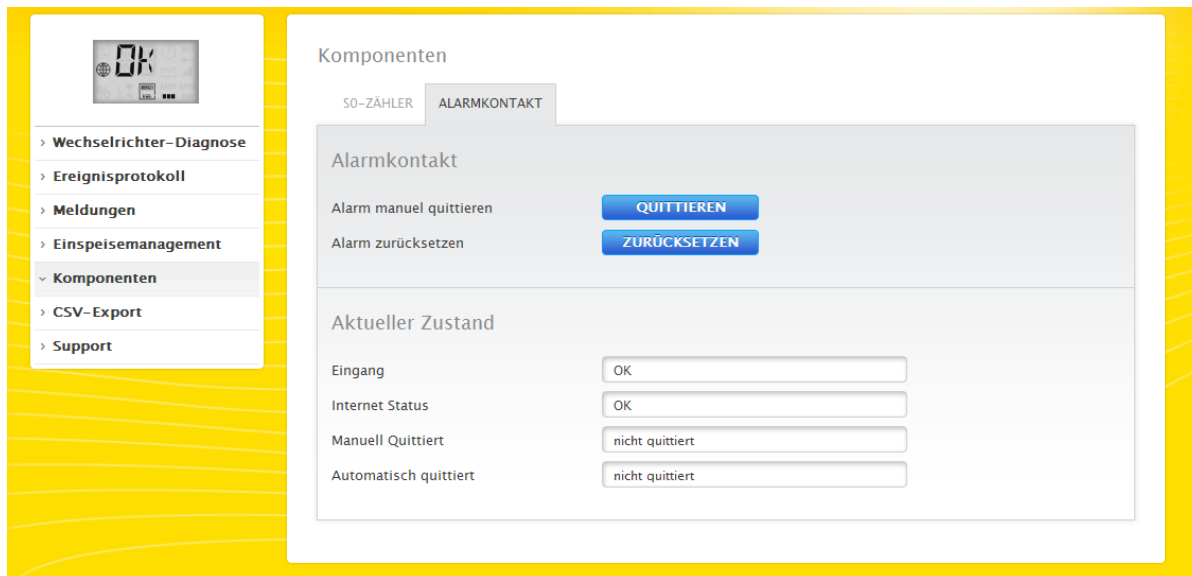 OK
Wechselrichter-Diagnose
Ereignisprotokoll
Meldungen
Einspeisemanagement
Komponenten
CSV-Export
Support
Komponenten
S0-ZÄHLER ALARMKONTAKT
Alarmkontakt
Alarm manuel quittieren QUITTIEREN
Alarm zurücksetzen ZURÜCKSETZEN
Aktueller Zustand
Eingang OK
Internet Status OK
Manuell Quittiert nicht quittiert
Automatisch quittiert nicht quittiert